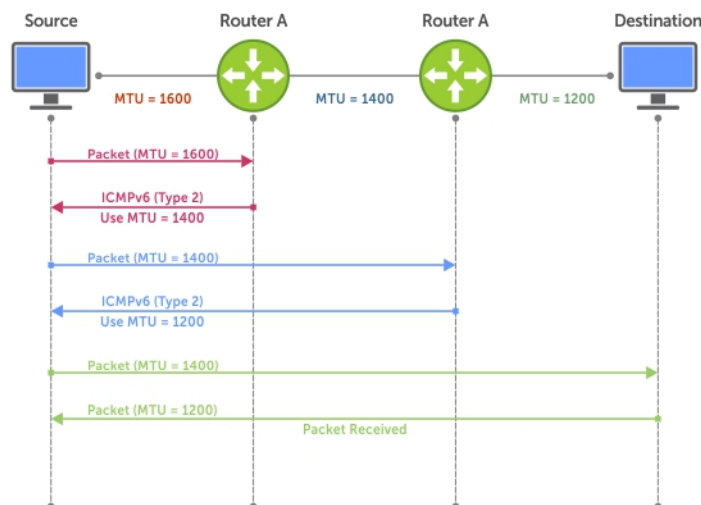 Source
Router A
Router A
Destination
MTU = 1600
MTU = 1400
MTU = 1200
Packet (MTU = 1600)
ICMPv6 (Type 2)
Use MTU = 1400
Packet (MTU = 1400)
ICMPv6 (Type 2)
Use MTU = 1200
Packet (MTU = 1400)
Packet (MTU = 1200)
Packet Received